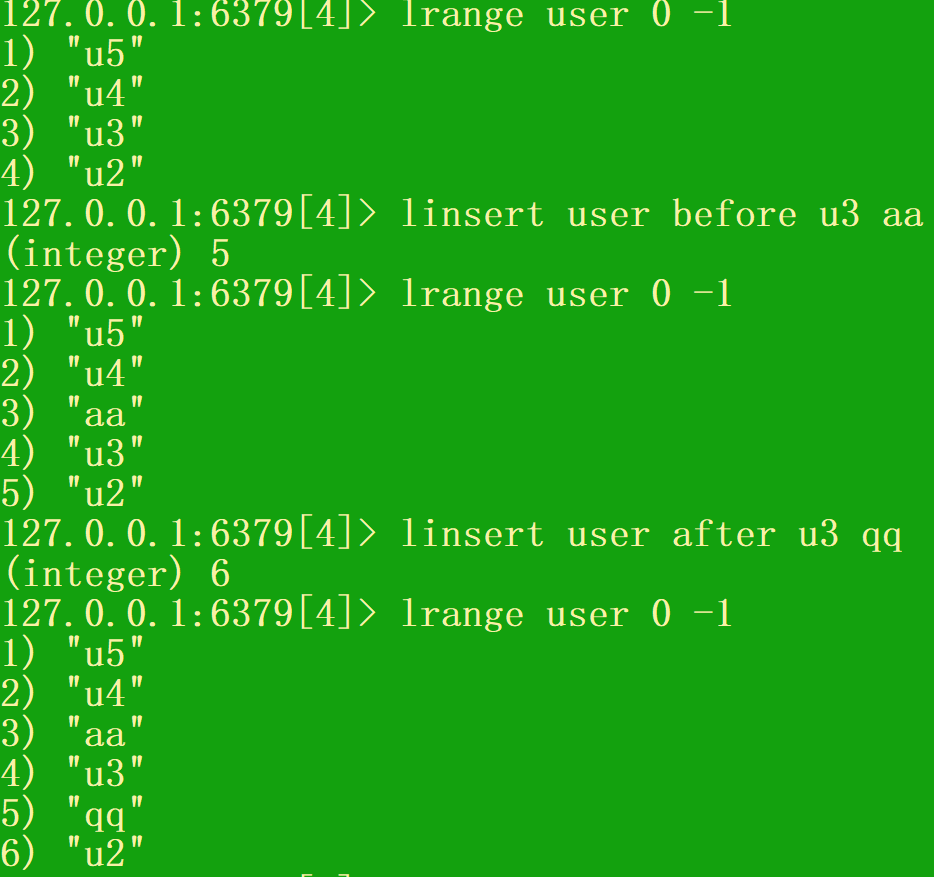 127.0.0.1:6379[4]> lrange user 0 -1
1) "u5"
2) "u4"
3) "u3"
4) "u2"
127.0.0.1:6379[4]> linsert user before u3 aa
(integer) 5
127.0.0.1:6379[4]> lrange user 0 -1
1) "u5"
2) "u4"
3) "aa"
4) "u3"
5) "u2"
127.0.0.1:6379[4]> linsert user after u3 qq
(integer) 6
127.0.0.1:6379[4]> lrange user 0 -1
1) "u5"
2) "u4"
3) "aa"
4) "u3"
5) "qq"
6) "u2"